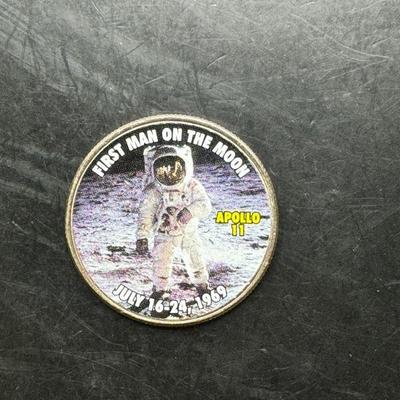 FIRST MAN ON THE MOON
APOLLO
11
JULY 16-24, 1969